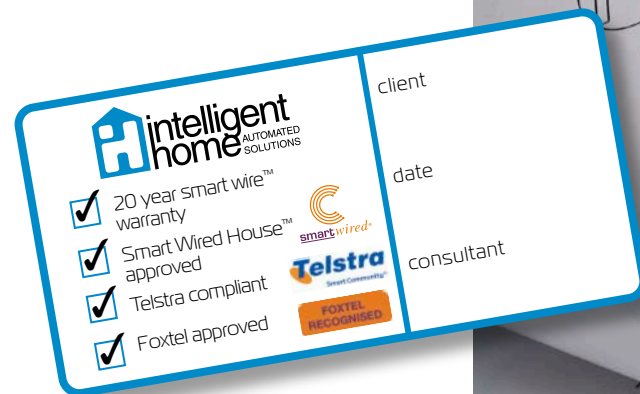 intelligent
home AUTOMATED
SOLUTIONS
20 year smart wire™
warranty
Smart Wired House™
approved
Telstra compliant
Foxtel approved
smartwired®
Telstra
Smart Community®
FOXTEL
RECOGNISED
client
date
consultant